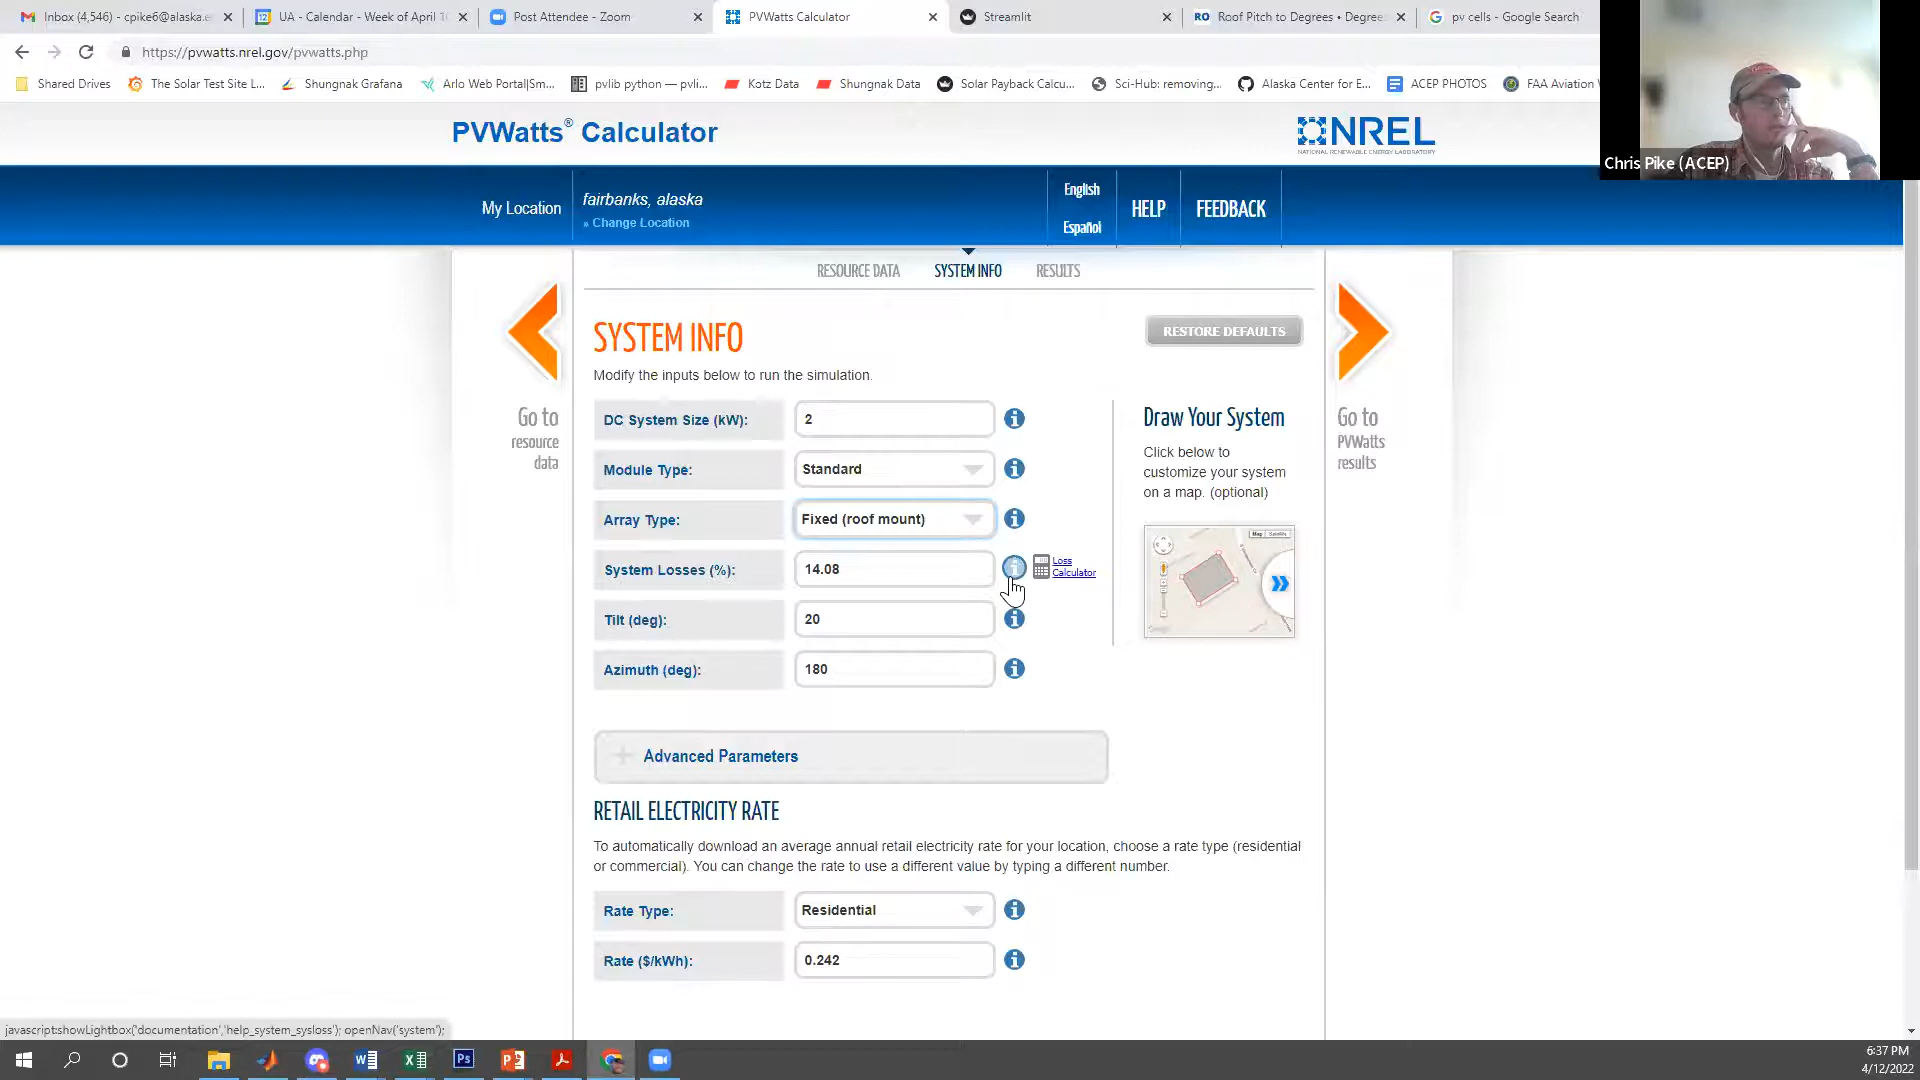 Inbox (4,546) - cpike6@alaska.e
UA - Calendar - Week of April 1
Post Attendee - Zoom
PVWatts Calculator
Streamlit
Roof Pitch to Degrees • Degree
pv cells - Google Search
https://pvwatts.nrel.gov/pvwatts.php
Shared Drives
The Solar Test Site L...
Shungnak Grafana
Arlo Web Portal|Sm...
pvlib python — pvli...
Kotz Data
Shungnak Data
Solar Payback Calcu...
Sci-Hub: removing...
Alaska Center for E...
ACEP PHOTOS
FAA Aviation
Chris Pike (ACEP)
PVWatts® Calculator
NREL
NATIONAL RENEWABLE ENERGY LABORATORY
My Location
fairbanks, alaska
» Change Location
English
Español
HELP
FEEDBACK
RESOURCE DATA
SYSTEM INFO
RESULTS
Go to
resource
data
SYSTEM INFO
RESTORE DEFAULTS
Modify the inputs below to run the simulation.
DC System Size (kW):
2
Module Type:
Standard
Array Type:
Fixed (roof mount)
System Losses (%):
14.08
Loss
Calculator
Tilt (deg):
20
Azimuth (deg):
180
Draw Your System
Click below to
customize your system
on a map. (optional)
Map
Go to
PVWatts
results
Advanced Parameters
RETAIL ELECTRICITY RATE
To automatically download an average annual retail electricity rate for your location, choose a rate type (residential
or commercial). You can change the rate to use a different value by typing a different number.
Rate Type:
Residential
Rate ($/kWh):
0.242
javascript:showLightbox('documentation','help_system_sysloss'); openNav('system');
6:37 PM
4/12/2022